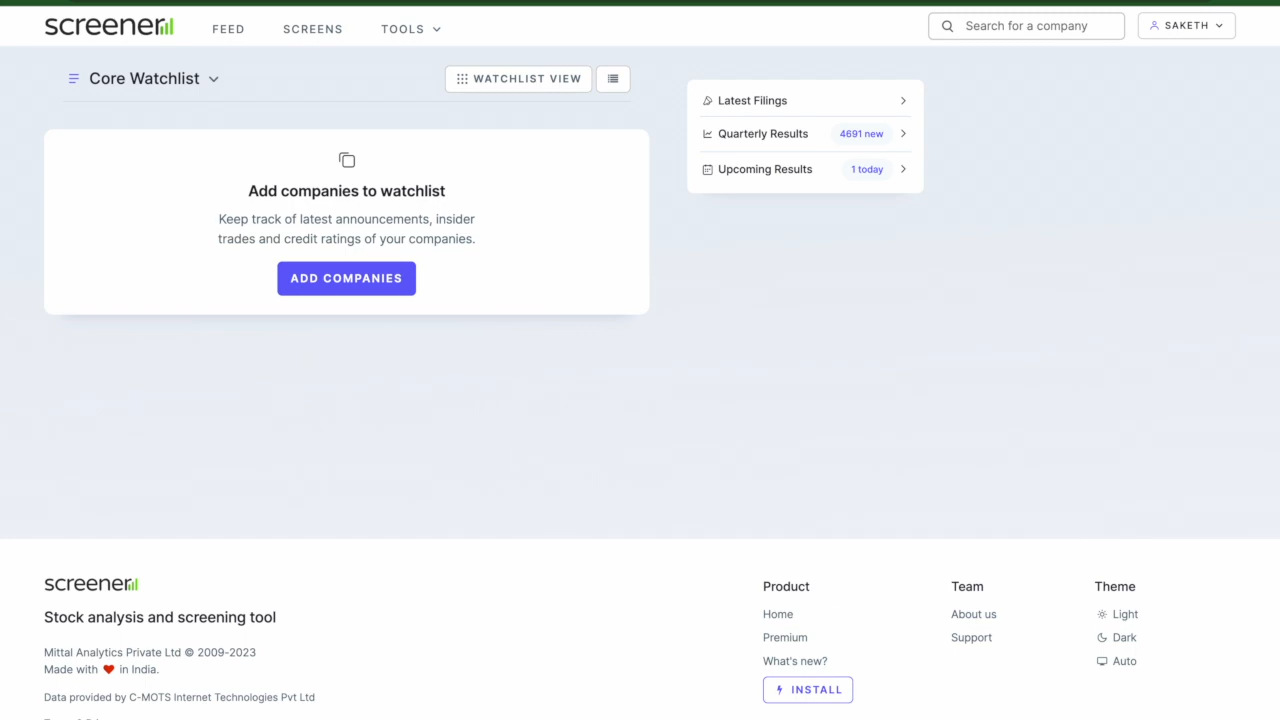 screener
FEED
SCREENS
TOOLS
Search for a company
SAKETH
Core Watchlist
WATCHLIST VIEW
Add companies to watchlist
Keep track of latest announcements, insider
trades and credit ratings of your companies.
ADD COMPANIES
Latest Filings
Quarterly Results 4691 new
Upcoming Results 1 today
screener
Stock analysis and screening tool
Mittal Analytics Private Ltd © 2009-2023
Made with ❤ in India.
Data provided by C-MOTS Internet Technologies Pvt Ltd
Product
Home
Premium
What's new?
INSTALL
Team
About us
Support
Theme
Light
Dark
Auto